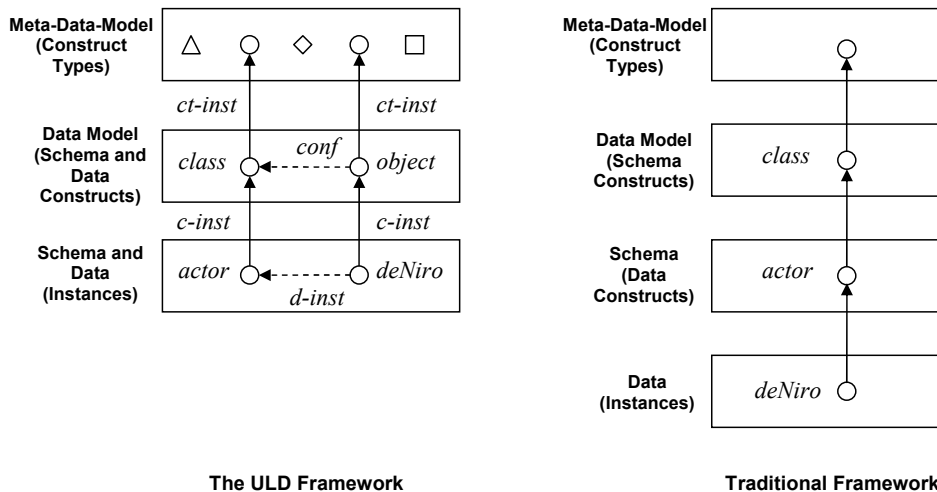 Meta-Data-Model
(Construct
Types)
ct-inst
ct-inst
Data Model
(Schema and
Data
Constructs)
class
conf
object
c-inst
c-inst
Schema and
Data
(Instances)
actor
deNiro
d-inst
The ULD Framework
Meta-Data-Model
(Construct
Types)
Data Model
(Schema
Constructs)
class
Schema
(Data
Constructs)
actor
Data
(Instances)
deNiro
Traditional Framework